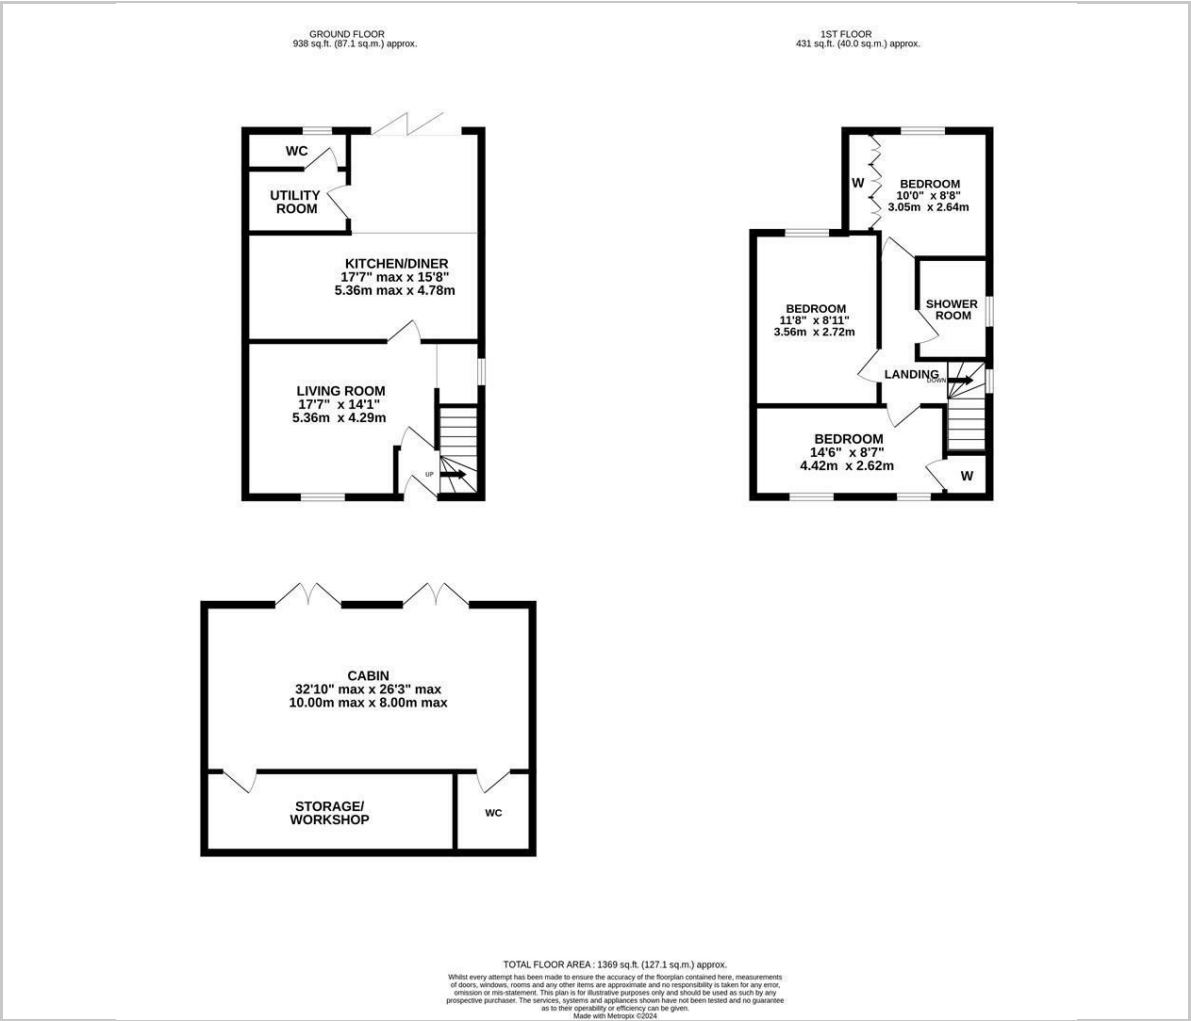 GROUND FLOOR
938 sq.ft. (87.1 sq.m.) approx.
1ST FLOOR
431 sq.ft. (40.0 sq.m.) approx.
WC
UTILITY
ROOM
KITCHEN/DINER
17'7" max x 15'8"
5.36m max x 4.78m
LIVING ROOM
17'7" x 14'1"
5.36m x 4.29m
UP
W
BEDROOM
10'0" x 8'8"
3.05m x 2.64m
BEDROOM
11'8" x 8'11"
3.56m x 2.72m
SHOWER
ROOM
LANDING
DOWN
BEDROOM
14'6" x 8'7"
4.42m x 2.62m
W
CABIN
32'10" max x 26'3" max
10.00m max x 8.00m max
STORAGE/
WORKSHOP
WC
TOTAL FLOOR AREA : 1369 sq.ft. (127.1 sq.m.) approx.
Whilst every attempt has been made to ensure the accuracy of the floorplan contained here, measurements
of doors, windows, rooms and any other items are approximate and no responsibility is taken for any error,
omission or mis-statement. This plan is for illustrative purposes only and should be used as such by any
prospective purchaser. The services, systems and appliances shown have not been tested and no guarantee
as to their operability or efficiency can be given.
Made with Metropix ©2024